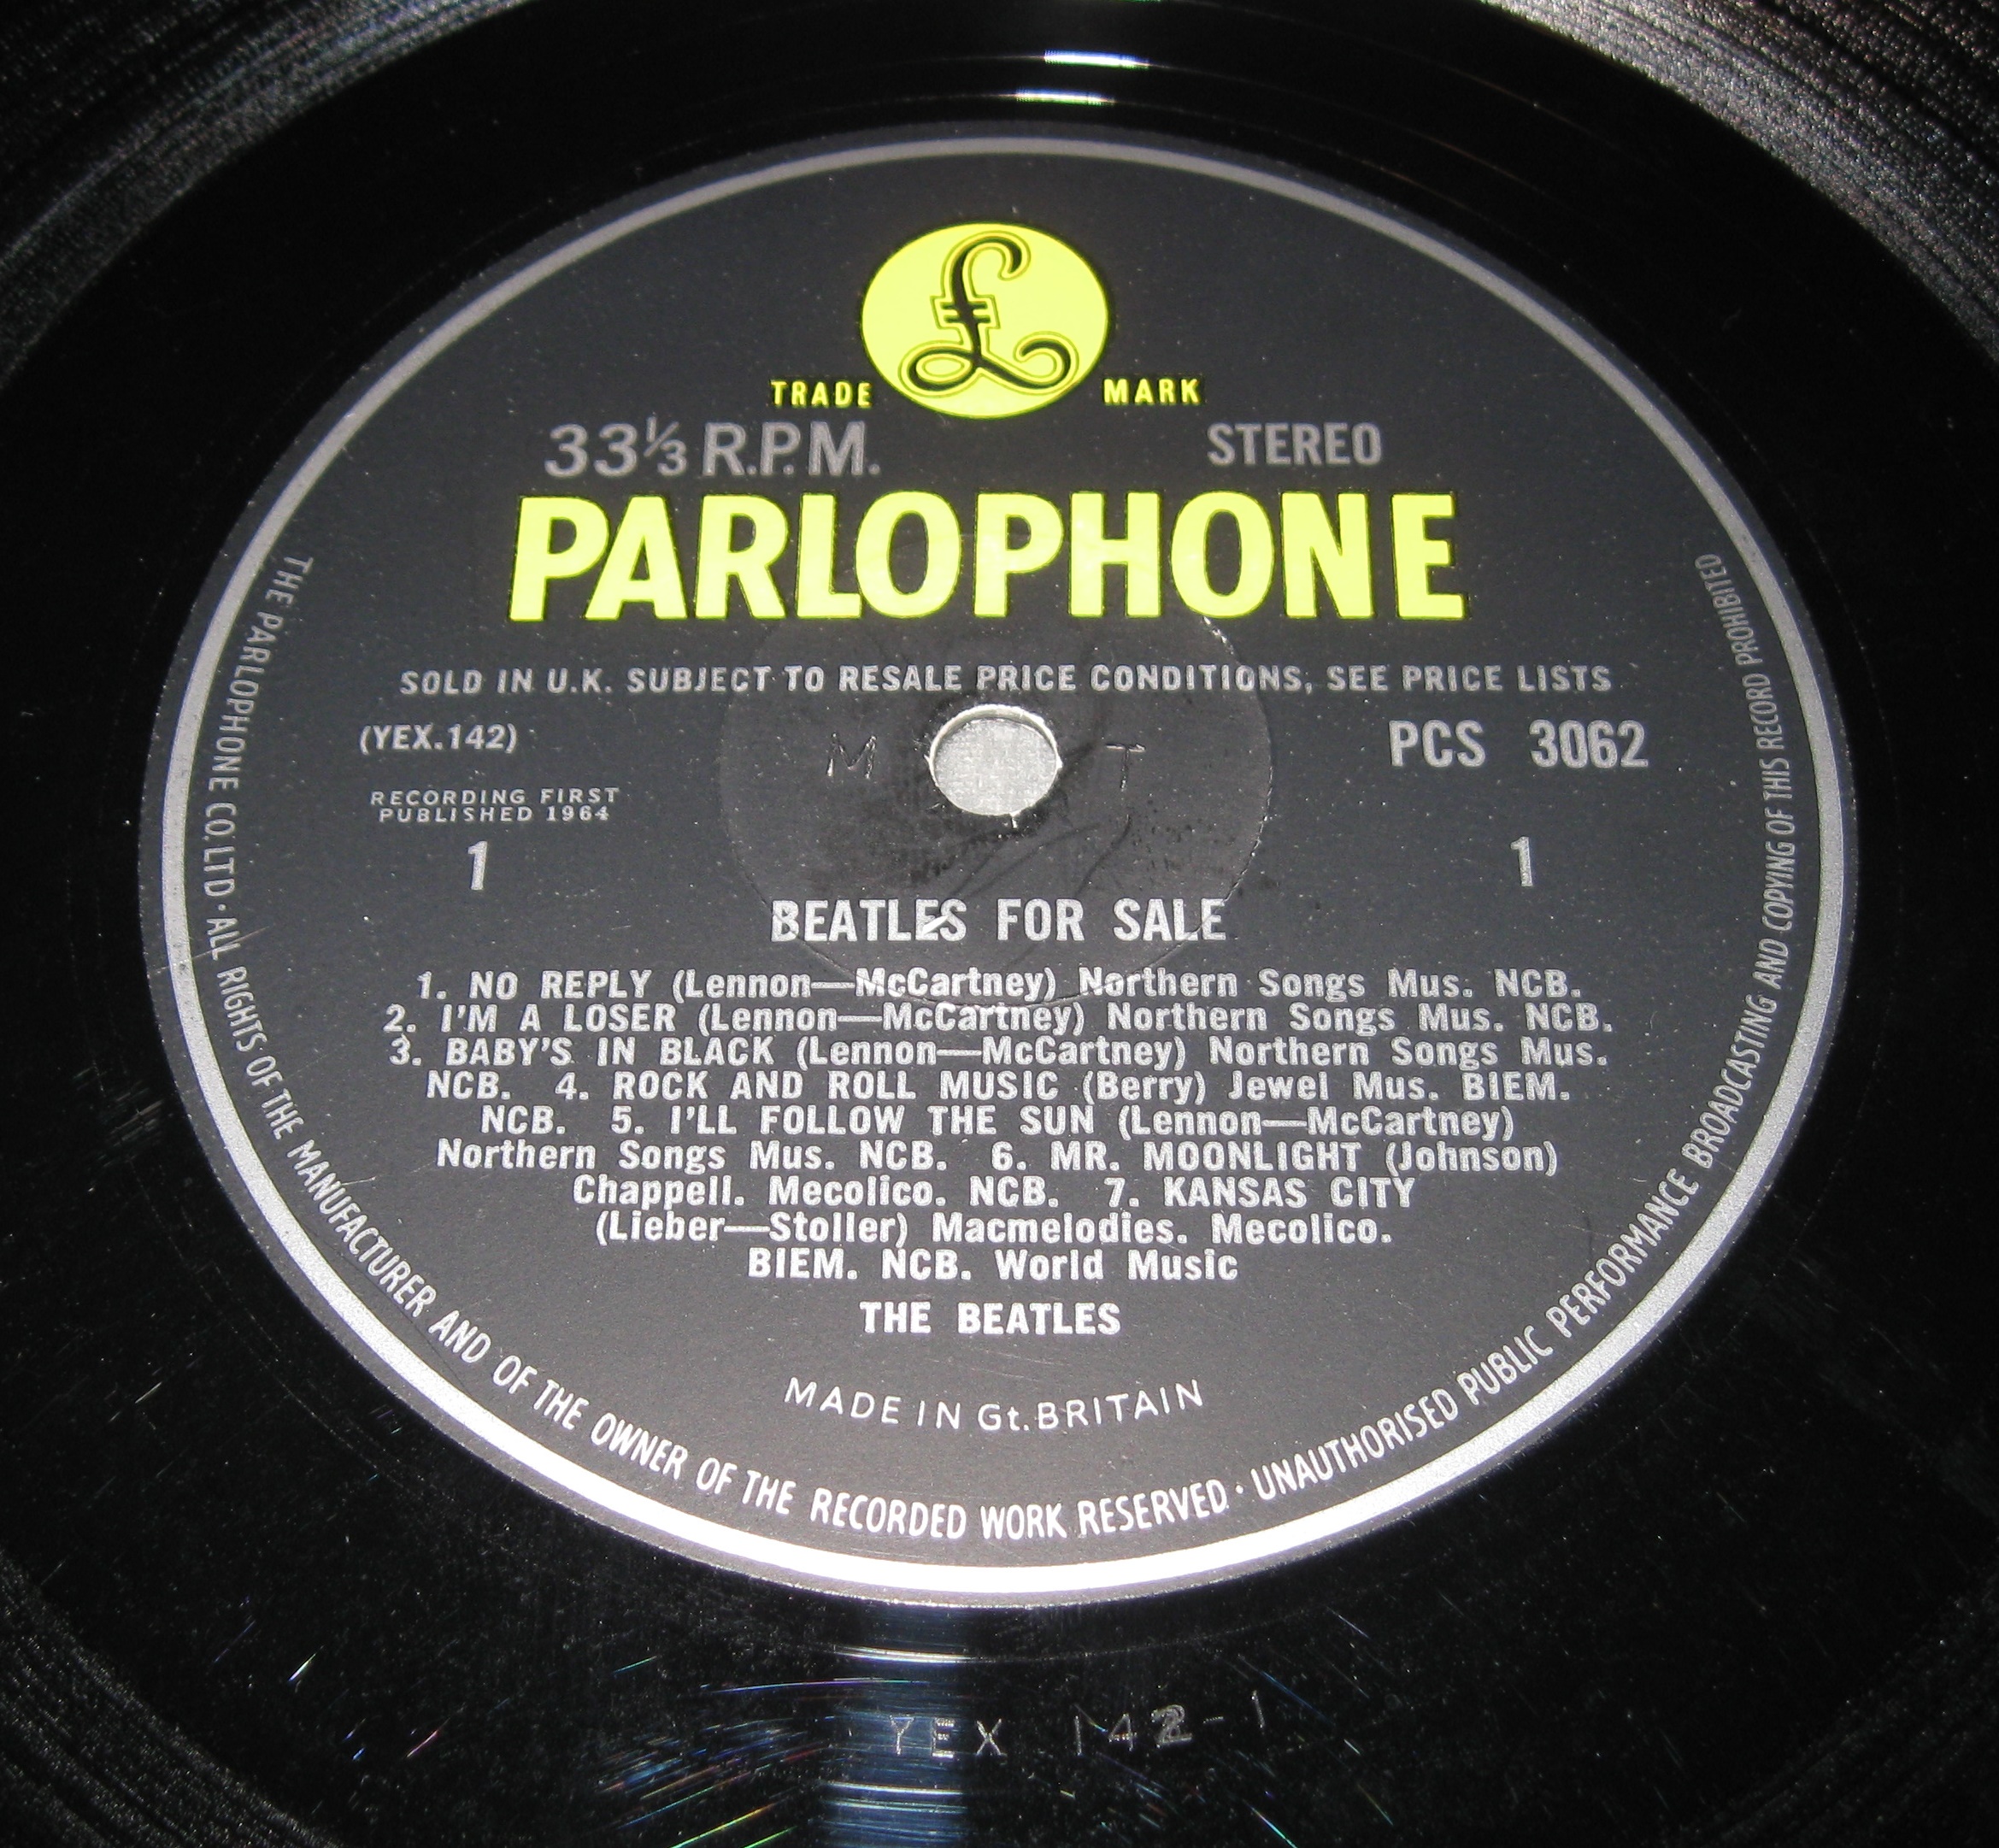 £
TRADE MARK
33⅓ R.P.M. STEREO
PARLOPHONE
SOLD IN U.K. SUBJECT TO RESALE PRICE CONDITIONS, SEE PRICE LISTS
(YEX.142) PCS 3062
M T
RECORDING FIRST
PUBLISHED 1964
1 1
BEATLES FOR SALE
1. NO REPLY (Lennon—McCartney) Northern Songs Mus. NCB.
2. I'M A LOSER (Lennon—McCartney) Northern Songs Mus. NCB.
3. BABY'S IN BLACK (Lennon—McCartney) Northern Songs Mus.
NCB. 4. ROCK AND ROLL MUSIC (Berry) Jewel Mus. BIEM.
NCB. 5. I'LL FOLLOW THE SUN (Lennon—McCartney)
Northern Songs Mus. NCB. 6. MR. MOONLIGHT (Johnson)
Chappell. Mecolico. NCB. 7. KANSAS CITY
(Lieber—Stoller) Macmelodies. Mecolico.
BIEM. NCB. World Music
THE BEATLES
MADE IN Gt. BRITAIN
THE PARLOPHONE CO. LTD · ALL RIGHTS OF THE MANUFACTURER AND OF THE OWNER OF THE RECORDED WORK RESERVED · UNAUTHORISED PUBLIC PERFORMANCE BROADCASTING AND COPYING OF THIS RECORD PROHIBITED
YEX 142-1